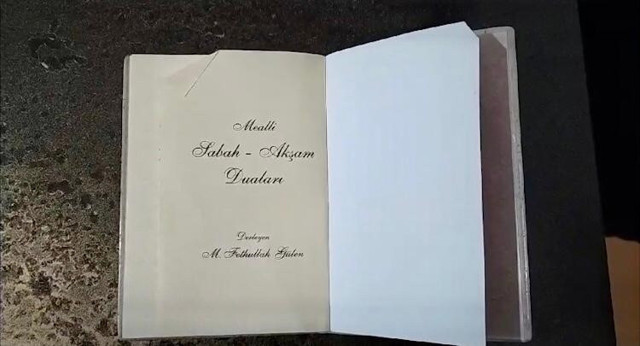 Mealli
Sabah - Akşam
Duaları
Derleyen
M. Fethullah Gülen